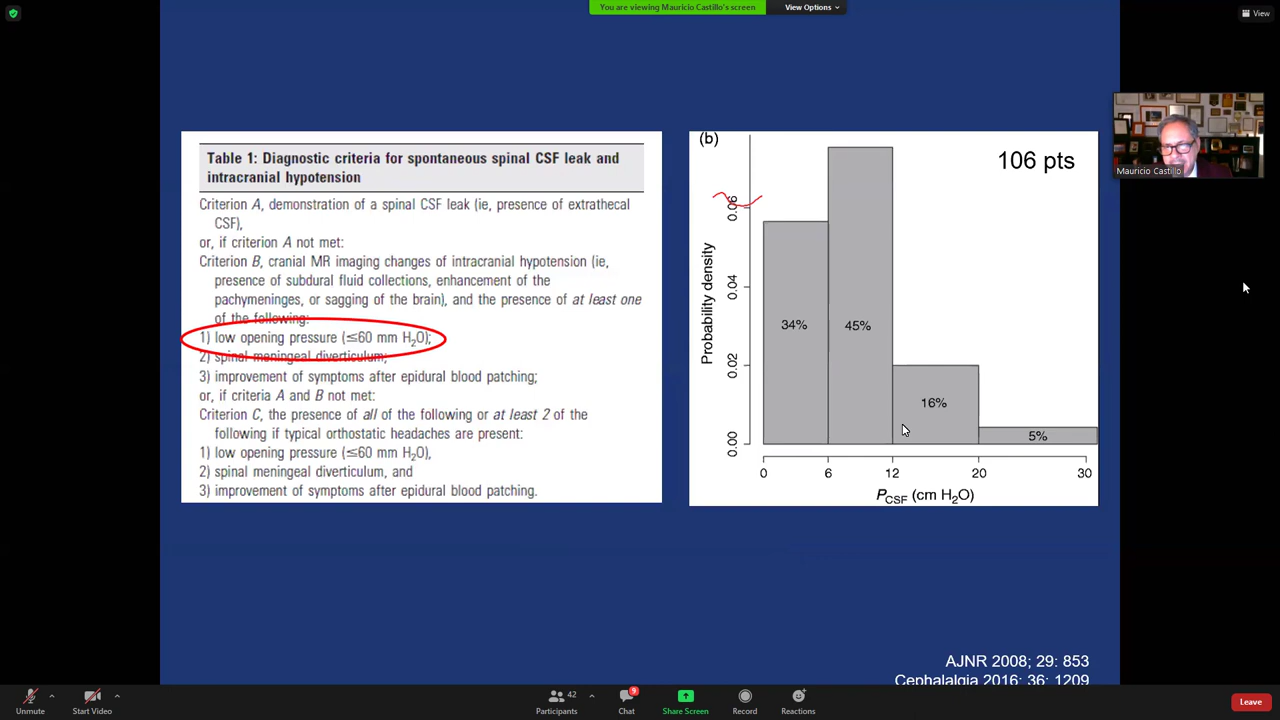 You are viewing Mauricio Castillo's screen
View Options
View
Table 1: Diagnostic criteria for spontaneous spinal CSF leak and
intracranial hypotension
Criterion A, demonstration of a spinal CSF leak (ie, presence of extrathecal
CSF),
or, if criterion A not met:
Criterion B, cranial MR imaging changes of intracranial hypotension (ie,
presence of subdural fluid collections, enhancement of the
pachymeninges, or sagging of the brain), and the presence of at least one
of the following:
1) low opening pressure (≤60 mm H2O);
2) spinal meningeal diverticulum;
3) improvement of symptoms after epidural blood patching;
or, if criteria A and B not met:
Criterion C, the presence of all of the following or at least 2 of the
following if typical orthostatic headaches are present:
1) low opening pressure (≤60 mm H2O),
2) spinal meningeal diverticulum, and
3) improvement of symptoms after epidural blood patching.
(b)
106 pts
Probability density
0.06
0.04
0.02
0.00
34%
45%
16%
5%
0 6 12 20 30
PCSF (cm H2O)
AJNR 2008; 29: 853
Cephalalgia 2016; 36: 1209
Mauricio Castillo
Unmute
Start Video
42
Participants
9
Chat
Share Screen
Record
Reactions
Leave